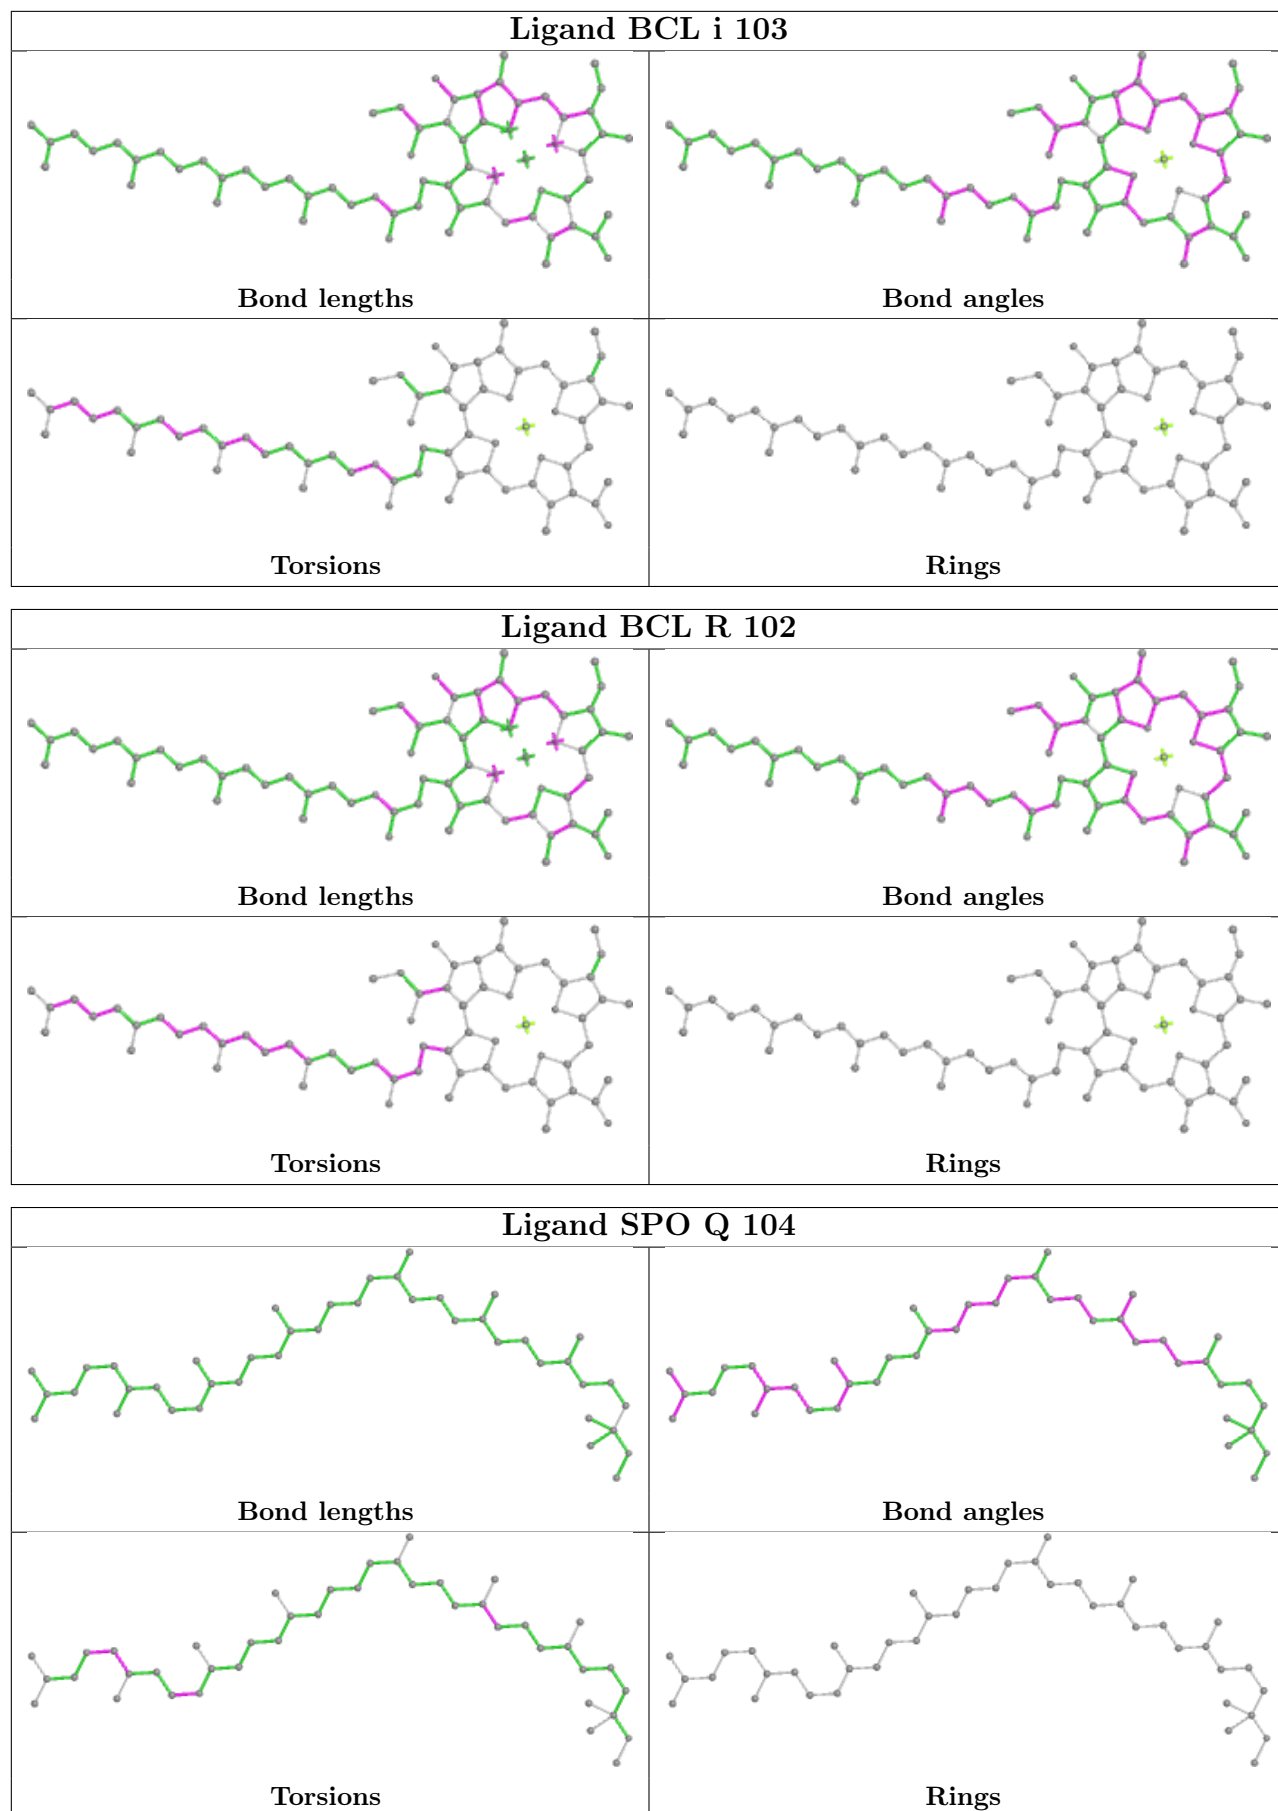 Ligand BCL i 103
Bond lengths
Bond angles
Torsions
Rings
Ligand BCL R 102
Bond lengths
Bond angles
Torsions
Rings
Ligand SPO Q 104
Bond lengths
Bond angles
Torsions
Rings